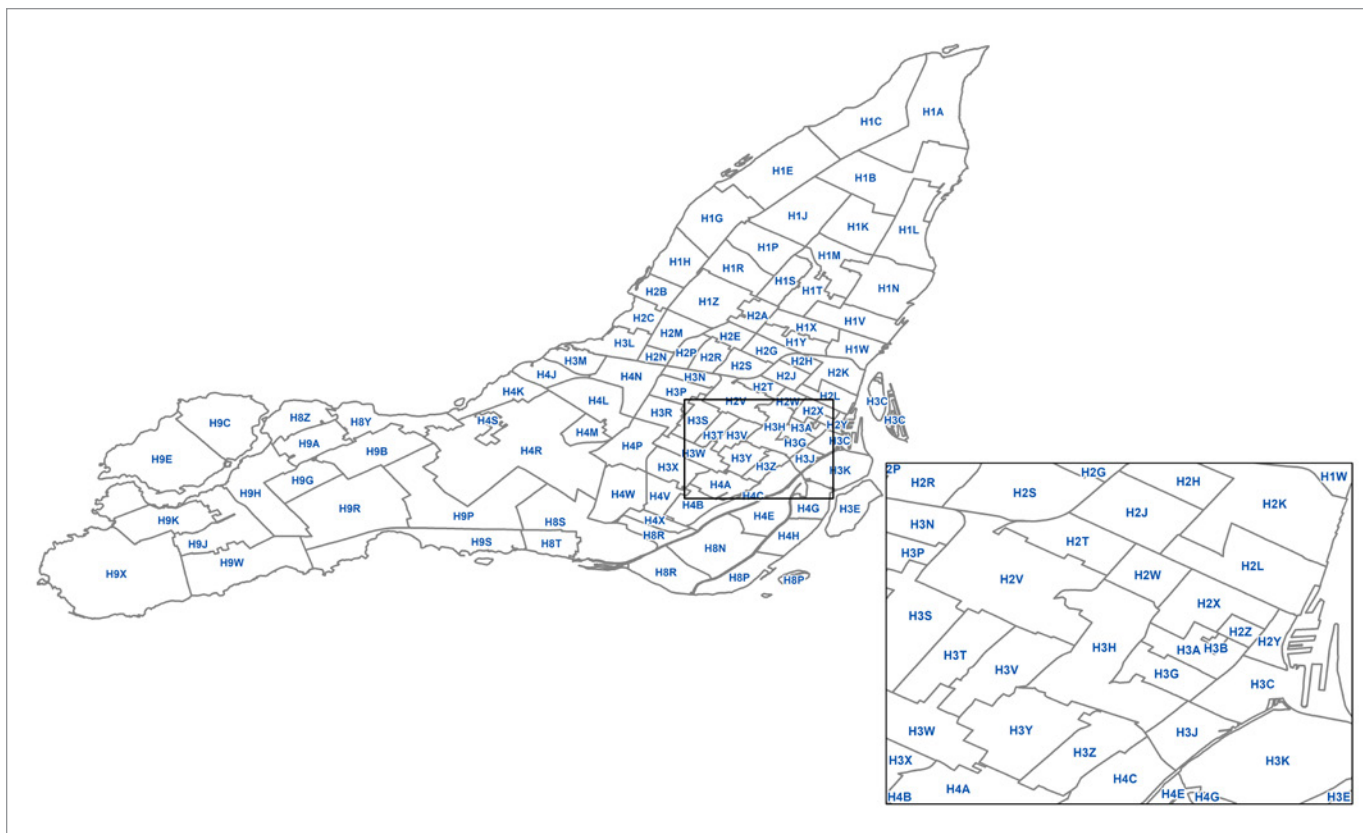 H1A
H1C
H1E
H1B
H1G
H1J
H1K
H1L
H1P
H1M
H1H
H1R
H1S
H1T
H1N
H2B
H1Z
H2A
H2C
H1X
H1V
H2M
H2E
H1Y
H3L
H2G
H1W
H2N
H2P
H2R
H2S
H2H
H3M
H4J
H4N
H3N
H2J
H2K
H2T
H4K
H4L
H3P
H2V
H2W
H2L
H3C
H9C
H8Z
H8Y
H4S
H3R
H2X
H3S
H3H
H3A
H2Y
H3C
H9A
H4M
H3T
H3V
H3G
H3C
H9B
H4R
H4P
H3W
H3Y
H3J
H9E
H3X
H3Z
H3K
H9G
H4A
H9H
H4W
H4V
H4C
H9R
H4B
H4G
H3E
H9P
H4E
H9K
H8S
H4X
H8R
H4H
H9J
H9S
H8T
H8N
H9W
H9X
H8R
H8P
H8P
H2P
H2R
H2S
H2G
H2H
H1W
H2K
H2J
H3N
H2T
H3P
H2L
H2V
H2W
H3S
H2X
H2Z
H2Y
H3T
H3H
H3A
H3B
H3V
H3G
H3C
H3W
H3Y
H3J
H3Z
H3X
H3K
H4C
H4A
H4B
H4E
H4G
H3E